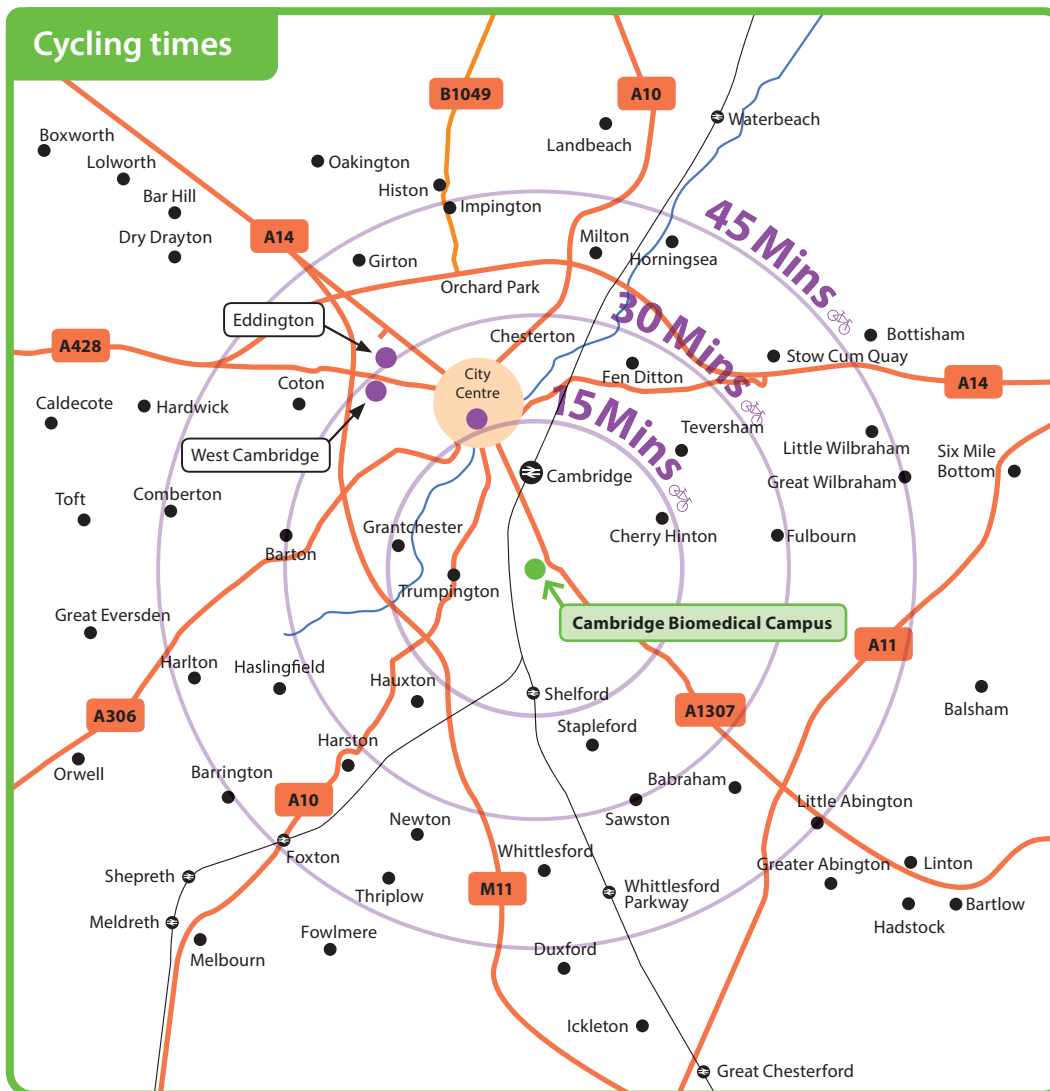 Cycling times
B1049
A10
Waterbeach
Landbeach
Boxworth
Lolworth
Oakington
Bar Hill
Histon
Impington
Dry Drayton
A14
45 Mins
Milton
Horningsea
Girton
Orchard Park
30 Mins
Eddington
Chesterton
Bottisham
A428
Stow Cum Quay
City
Centre
Fen Ditton
A14
Coton
15 Mins
Caldecote
Hardwick
Teversham
Little Wilbraham
West Cambridge
Six Mile
Bottom
Cambridge
Great Wilbraham
Comberton
Toft
Grantchester
Cherry Hinton
Fulbourn
Barton
Trumpington
Great Eversden
Cambridge Biomedical Campus
A11
Harlton
Haslingfield
Hauxton
Shelford
A306
A1307
Balsham
Stapleford
Harston
Orwell
Barrington
Babraham
A10
Sawston
Little Abington
Newton
Foxton
Whittlesford
Greater Abington
Linton
Shepreth
Thriplow
M11
Whittlesford
Parkway
Hadstock
Bartlow
Meldreth
Fowlmere
Melbourn
Duxford
Ickleton
Great Chesterford